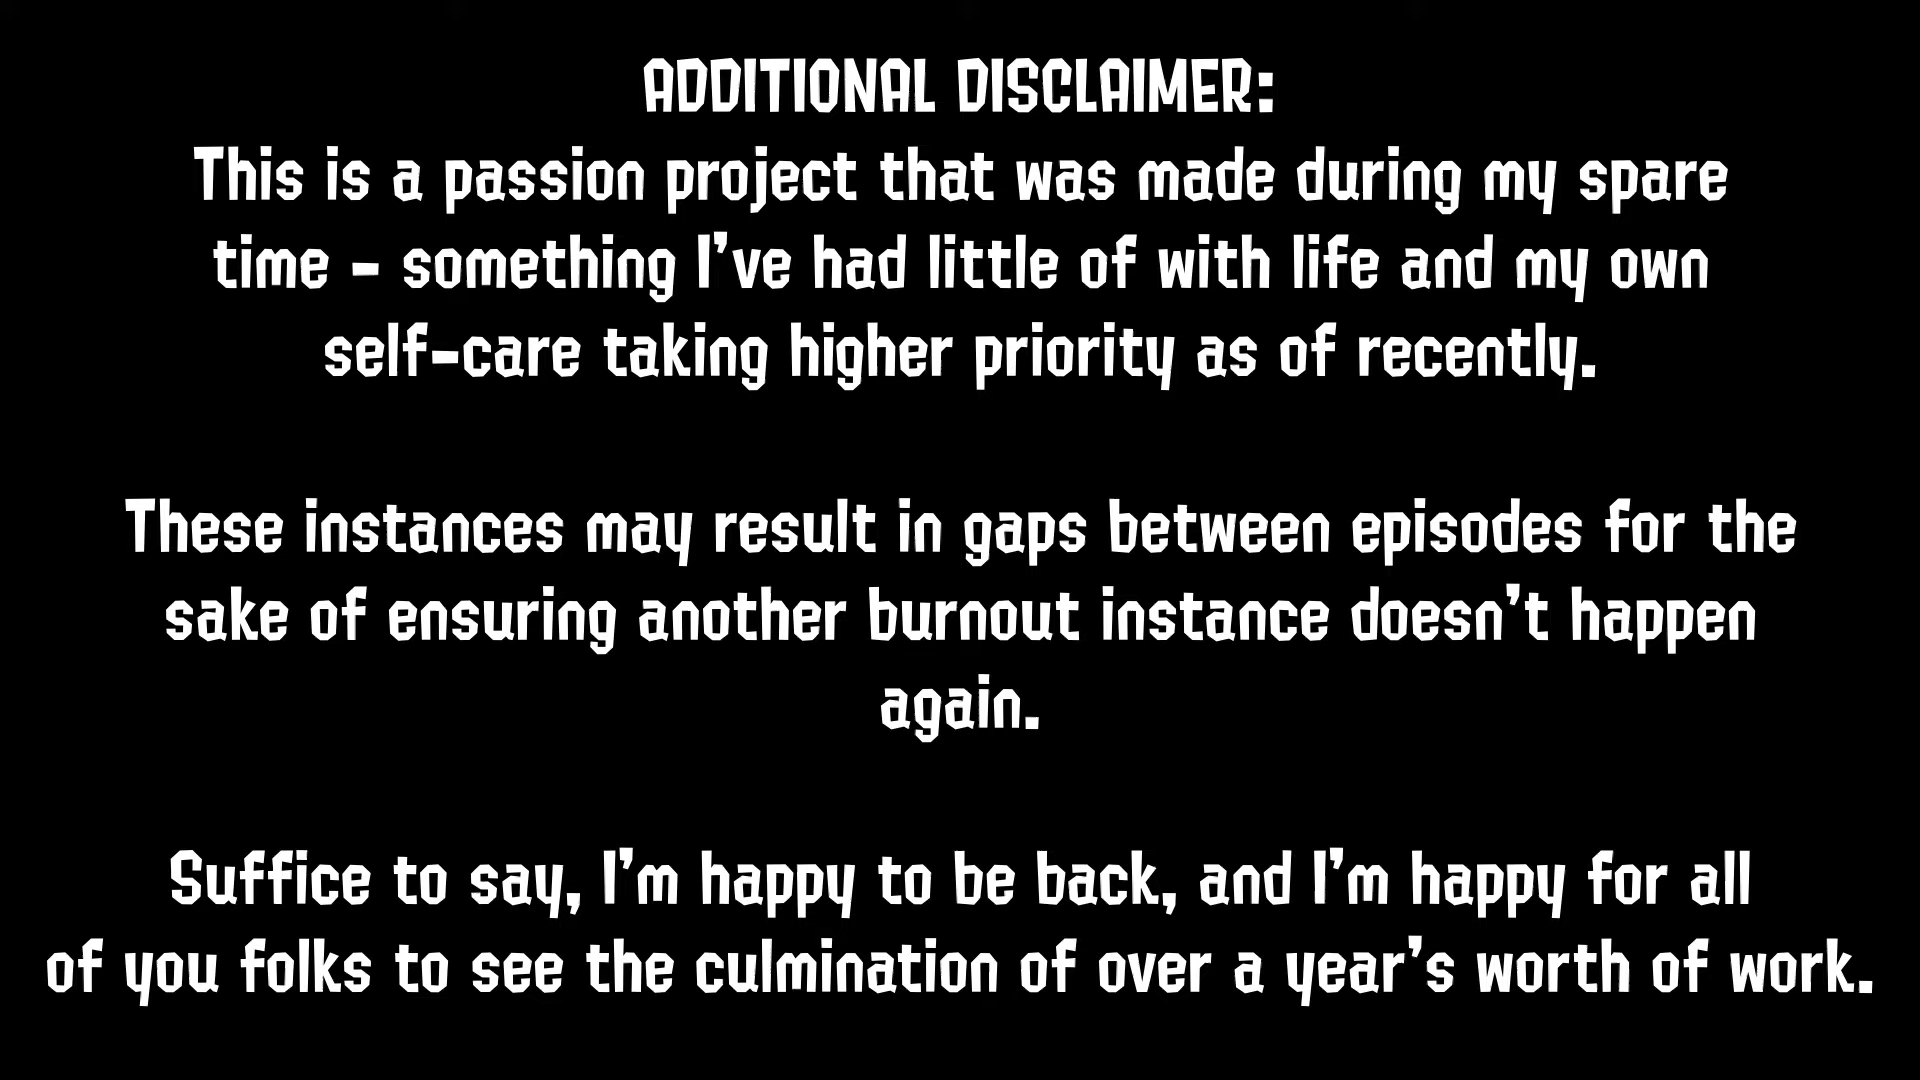 ADDITIONAL DISCLAIMER:
This is a passion project that was made during my spare
time - something I've had little of with life and my own
self-care taking higher priority as of recently.
These instances may result in gaps between episodes for the
sake of ensuring another burnout instance doesn't happen
again.
Suffice to say, I'm happy to be back, and I'm happy for all
of you folks to see the culmination of over a year's worth of work.